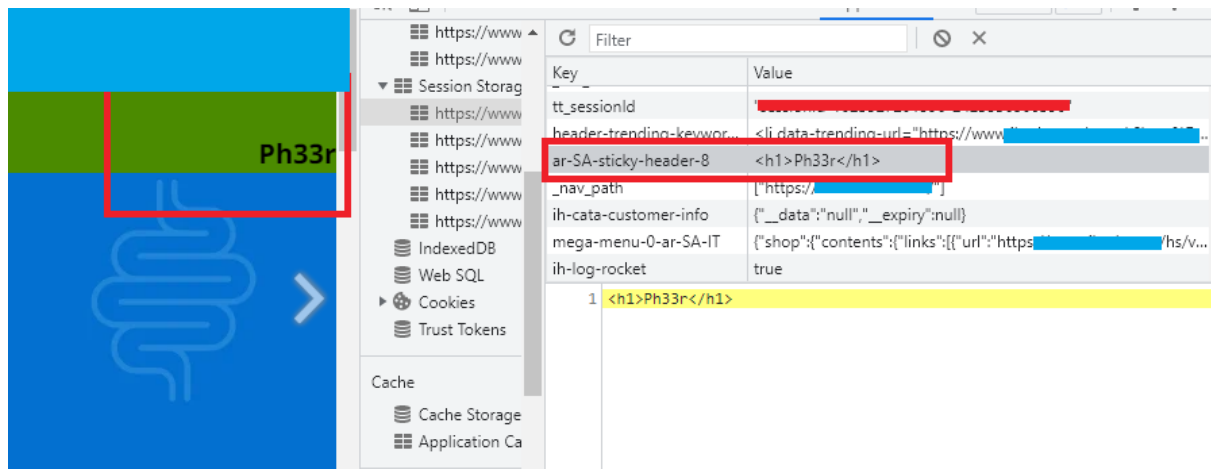 Ph33r
https://www
https://www
Session Storag
https://www
https://www
https://www
https://www
https://www
IndexedDB
Web SQL
Cookies
Trust Tokens
Cache
Cache Storage
Application Ca
Filter
Key Value
tt_sessionId
header-trending-keywor... <li data-trending-url="https://www
ar-SA-sticky-header-8 <h1>Ph33r</h1>
_nav_path ["https:/ /"]
ih-cata-customer-info {"__data":"null","__expiry":null}
mega-menu-0-ar-SA-IT {"shop":{"contents":{"links":[{"url":"https /hs/v...
ih-log-rocket true
1 <h1>Ph33r</h1>